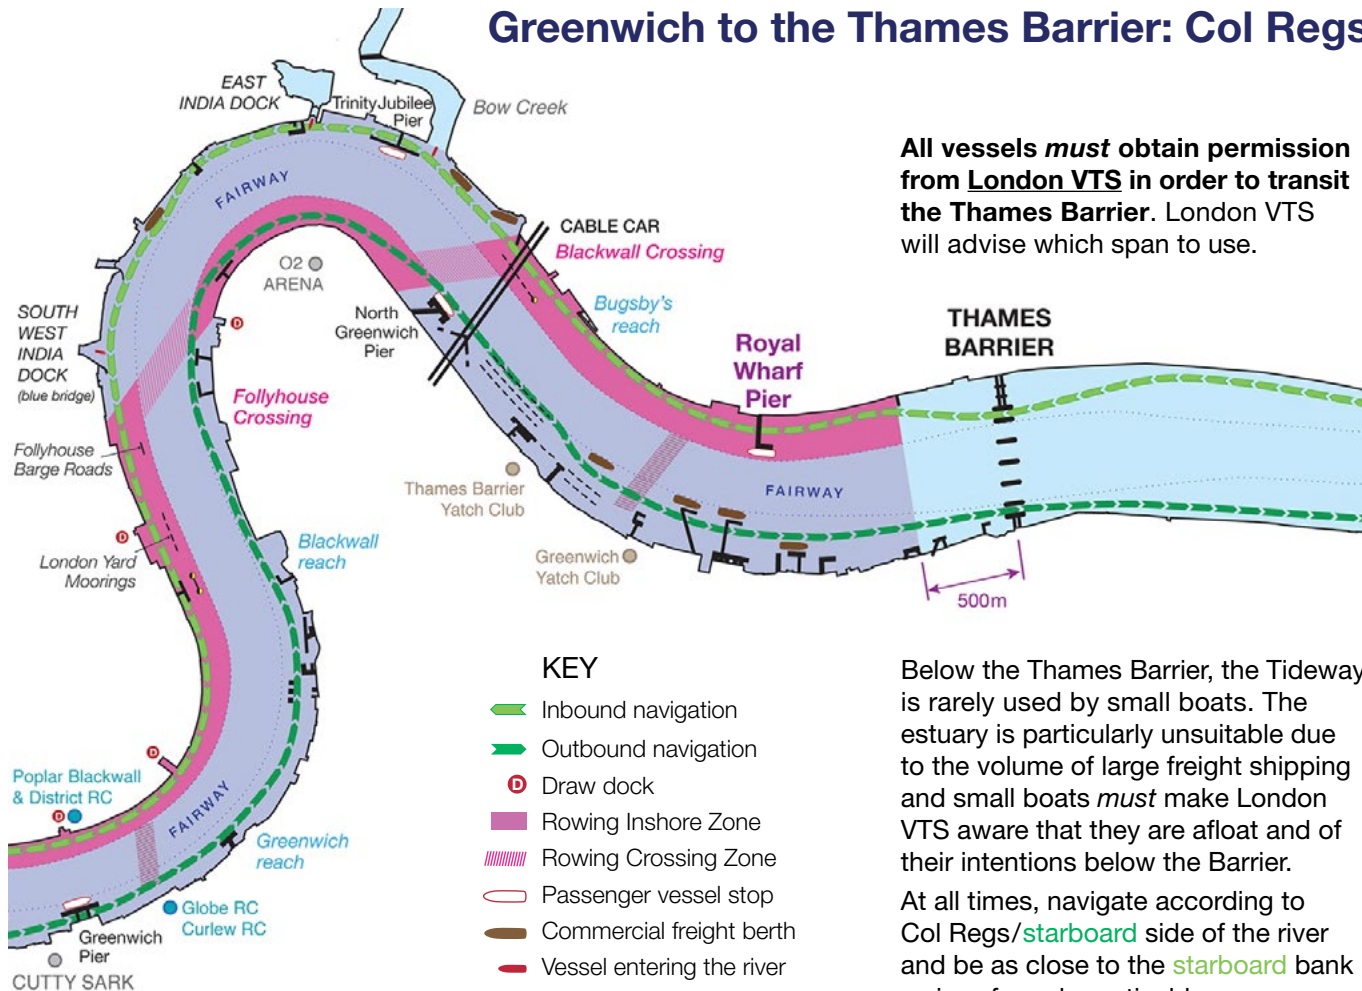 Greenwich to the Thames Barrier: Col Regs
EAST
INDIA DOCK
Trinity Jubilee
Pier
Bow Creek
All vessels must obtain permission
from London VTS in order to transit
the Thames Barrier. London VTS
will advise which span to use.
FAIRWAY
CABLE CAR
Blackwall Crossing
O2
ARENA
North
Greenwich
Pier
Bugsby's
reach
SOUTH
WEST
INDIA
DOCK
(blue bridge)
D
Follyhouse
Crossing
Royal
Wharf
Pier
THAMES
BARRIER
Follyhouse
Barge Roads
Thames Barrier
Yatch Club
FAIRWAY
D
London Yard
Moorings
Blackwall
reach
Greenwich
Yatch Club
500m
D
Poplar Blackwall
& District RC
D
FAIRWAY
Greenwich
reach
Globe RC
Curlew RC
Greenwich
Pier
CUTTY SARK
KEY
Inbound navigation
Outbound navigation
D Draw dock
Rowing Inshore Zone
Rowing Crossing Zone
Passenger vessel stop
Commercial freight berth
Vessel entering the river
Below the Thames Barrier, the Tideway
is rarely used by small boats. The
estuary is particularly unsuitable due
to the volume of large freight shipping
and small boats must make London
VTS aware that they are afloat and of
their intentions below the Barrier.
At all times, navigate according to
Col Regs/starboard side of the river
and be as close to the starboard bank